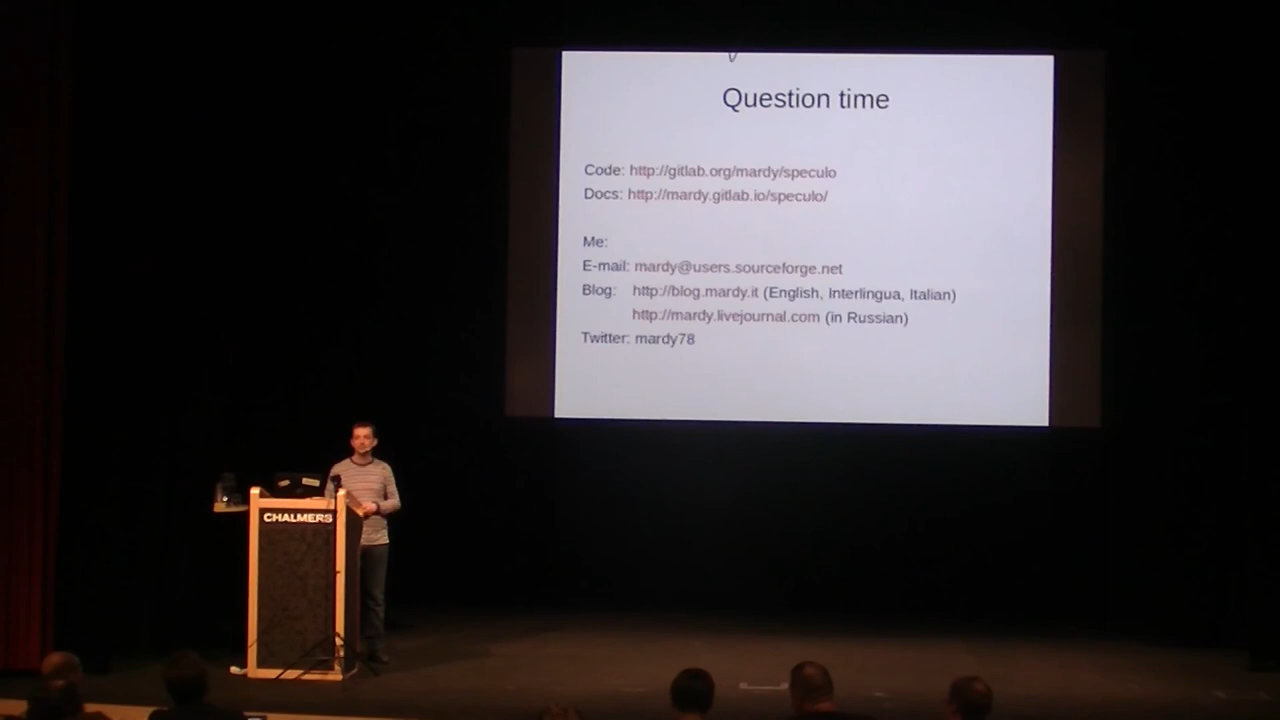 Question time
Code: http://gitlab.org/mardy/speculo
Docs: http://mardy.gitlab.io/speculo/
Me:
E-mail: mardy@users.sourceforge.net
Blog: http://blog.mardy.it (English, Interlingua, Italian)
http://mardy.livejournal.com (in Russian)
Twitter: mardy78
CHALMERS